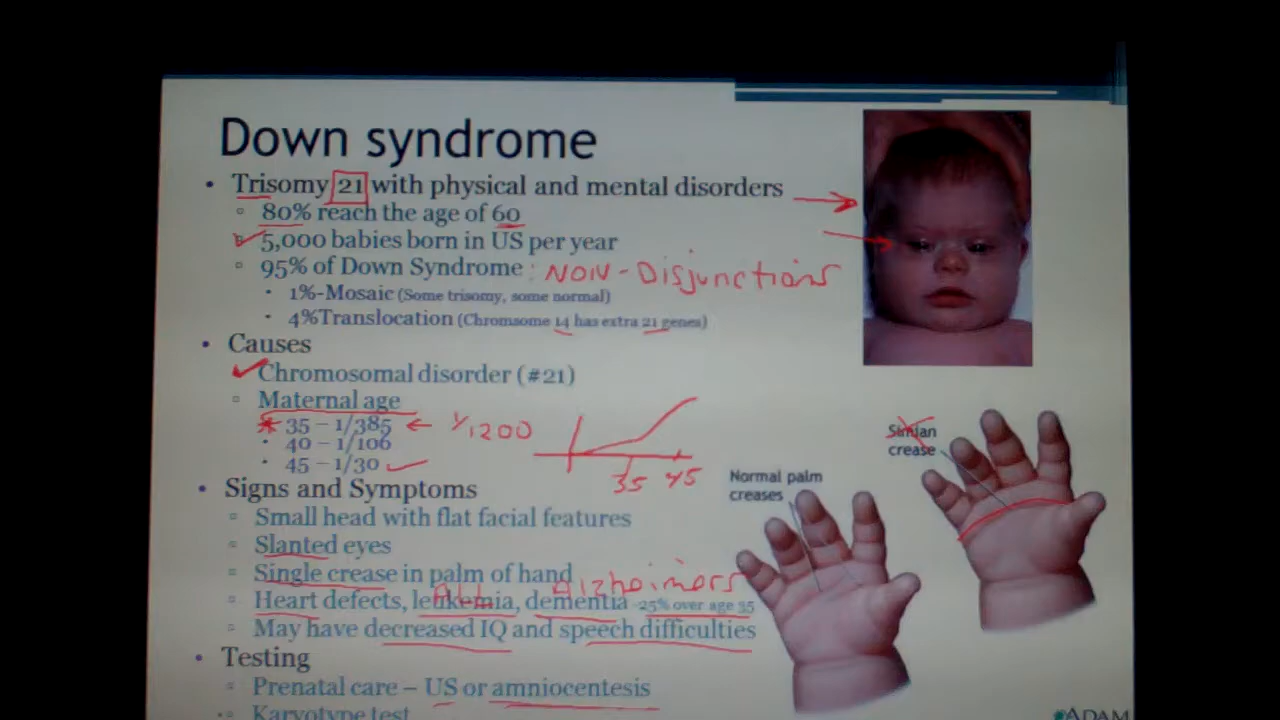 Down syndrome
• Trisomy 21 with physical and mental disorders
▫ 80% reach the age of 60
▫ 5,000 babies born in US per year
▫ 95% of Down Syndrome : NON - Disjunctions
• 1%-Mosaic (Some trisomy, some normal)
• 4%Translocation (Chromsome 14 has extra 21 genes)
• Causes
Chromosomal disorder (#21)
▫ Maternal age
35 – 1/385 ← 1/1200
• 40 – 1/106
• 45 – 1/30
35 45
• Signs and Symptoms
▫ Small head with flat facial features
▫ Slanted eyes
▫ Single crease in palm of hand
Alzheimers
▫ Heart defects, leukemia, dementia -25% over age 35
▫ May have decreased IQ and speech difficulties
• Testing
▫ Prenatal care – US or amniocentesis
▫ Karyotype test
Simian
crease
Normal palm
creases
ADAM